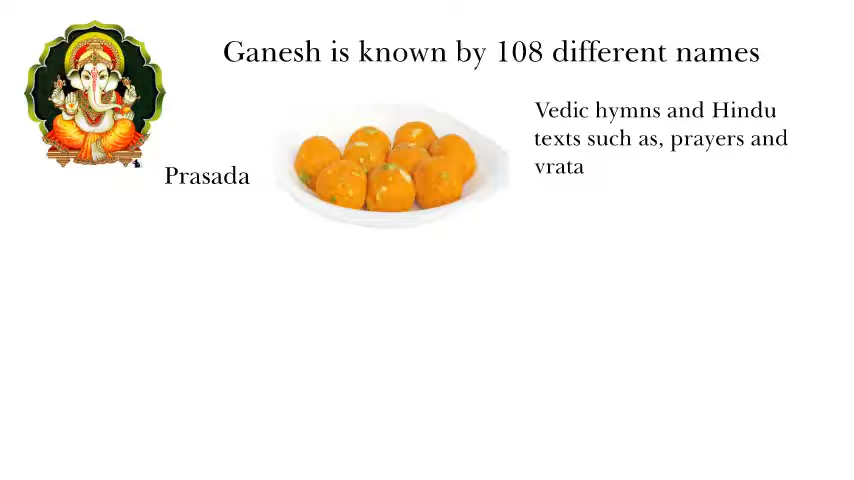 Ganesh is known by 108 different names
Vedic hymns and Hindu
texts such as, prayers and
vrata
Prasada